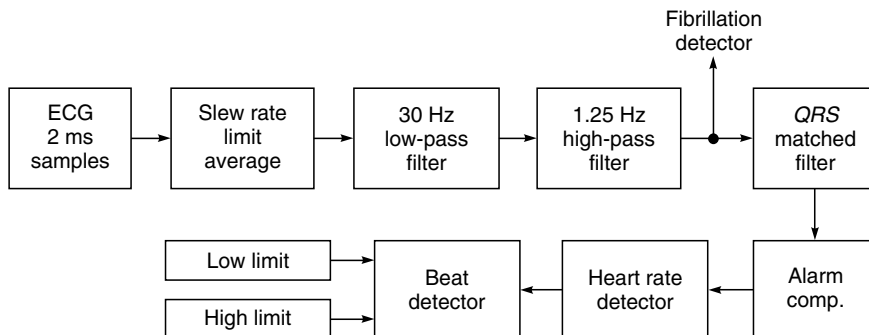 Fibrillation
detector
ECG
2 ms
samples
Slew rate
limit
average
30 Hz
low-pass
filter
1.25 Hz
high-pass
filter
QRS
matched
filter
Low limit
High limit
Beat
detector
Heart rate
detector
Alarm
comp.